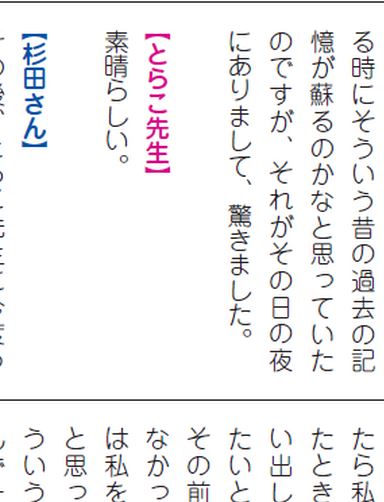 る時にそういう昔の過去の記
憶が蘇るのかなと思っていた
のですが、それがその日の夜
にありまして、驚きました。
【とらこ先生】
素晴らしい。
【杉田さん】
たら私
たとき
い出し
たいと
その前
なかっ
は私を
と思っ
ういう